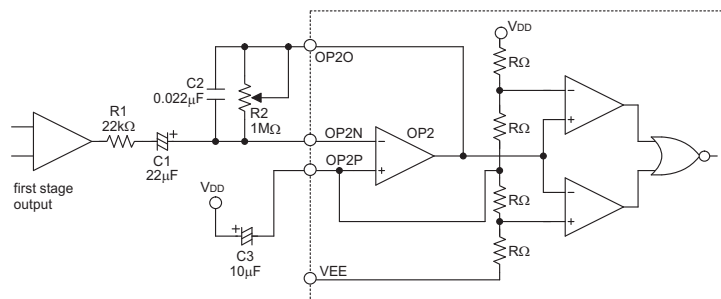 VDD
OP2O
RΩ
C2
0.022μF
R2
1MΩ
R1
22kΩ
RΩ
OP2N
OP2
C1
22μF
OP2P
first stage
output
VDD
RΩ
C3
10μF
RΩ
VEE